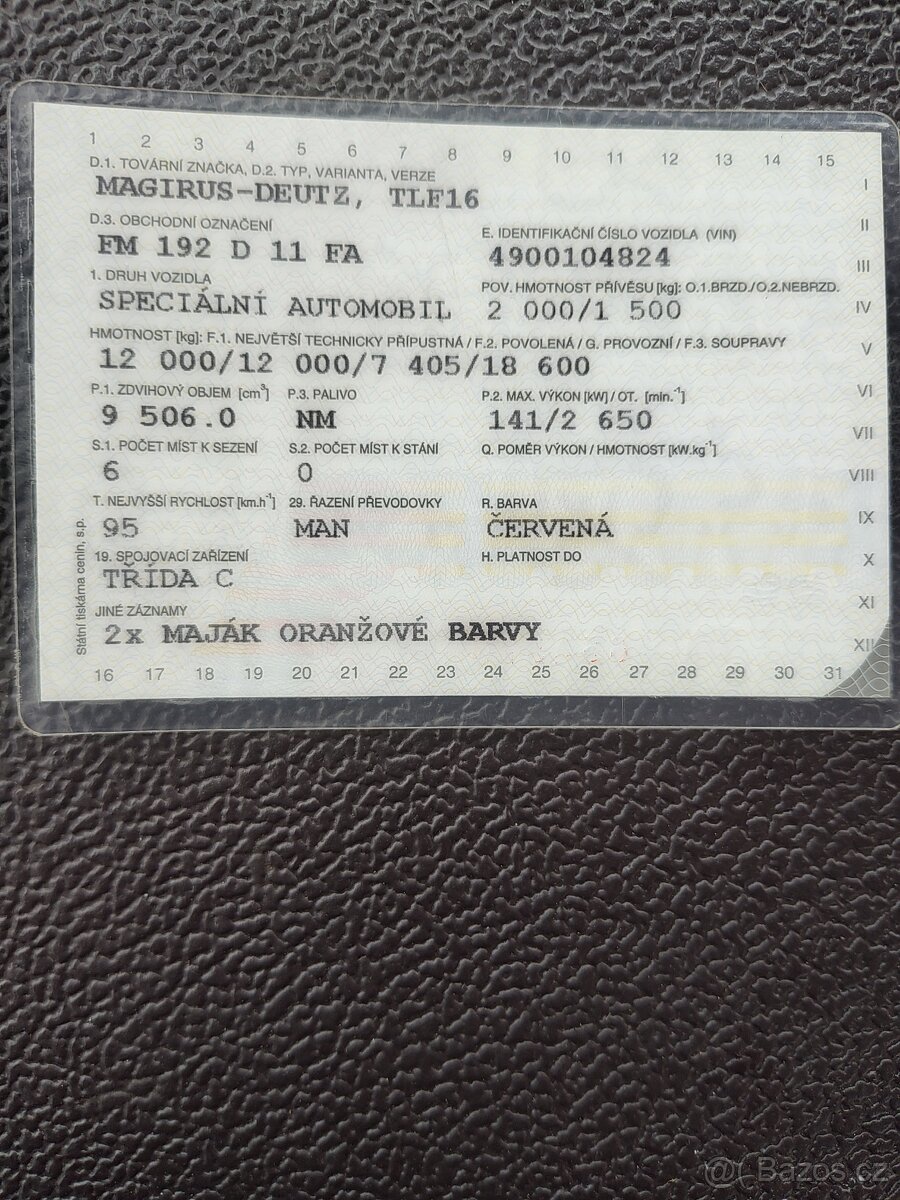 1 2 3 4 5 6 7 8 9 10 11 12 13 14 15
D.1. TOVÁRNÍ ZNAČKA, D.2. TYP, VARIANTA, VERZE
I
MAGIRUS-DEUTZ, TLF16
D.3. OBCHODNÍ OZNAČENÍ E. IDENTIFIKAČNÍ ČÍSLO VOZIDLA (VIN) II
FM 192 D 11 FA 4900104824 III
1. DRUH VOZIDLA POV. HMOTNOST PŘÍVĚSU [kg]: O.1.BRZD./O.2.NEBRZD.
SPECIÁLNÍ AUTOMOBIL 2 000/1 500 IV
HMOTNOST [kg]: F.1. NEJVĚTŠÍ TECHNICKY PŘÍPUSTNÁ / F.2. POVOLENÁ / G. PROVOZNÍ / F.3. SOUPRAVY V
12 000/12 000/7 405/18 600
P.1. ZDVIHOVÝ OBJEM [cm³] P.3. PALIVO P.2. MAX. VÝKON [kW] / OT. [min.⁻¹] VI
9 506.0 NM 141/2 650 VII
S.1. POČET MÍST K SEZENÍ S.2. POČET MÍST K STÁNÍ Q. POMĚR VÝKON / HMOTNOST [kW.kg⁻¹]
6 0 VIII
T. NEJVYŠŠÍ RYCHLOST [km.h⁻¹] 29. ŘAZENÍ PŘEVODOVKY R. BARVA
95 MAN ČERVENÁ IX
19. SPOJOVACÍ ZAŘÍZENÍ H. PLATNOST DO X
TŘÍDA C
XI
JINÉ ZÁZNAMY
2x MAJÁK ORANŽOVÉ BARVY XII
16 17 18 19 20 21 22 23 24 25 26 27 28 29 30 31
Státní tiskárna cenin, s.p.
@( Bazos.cz